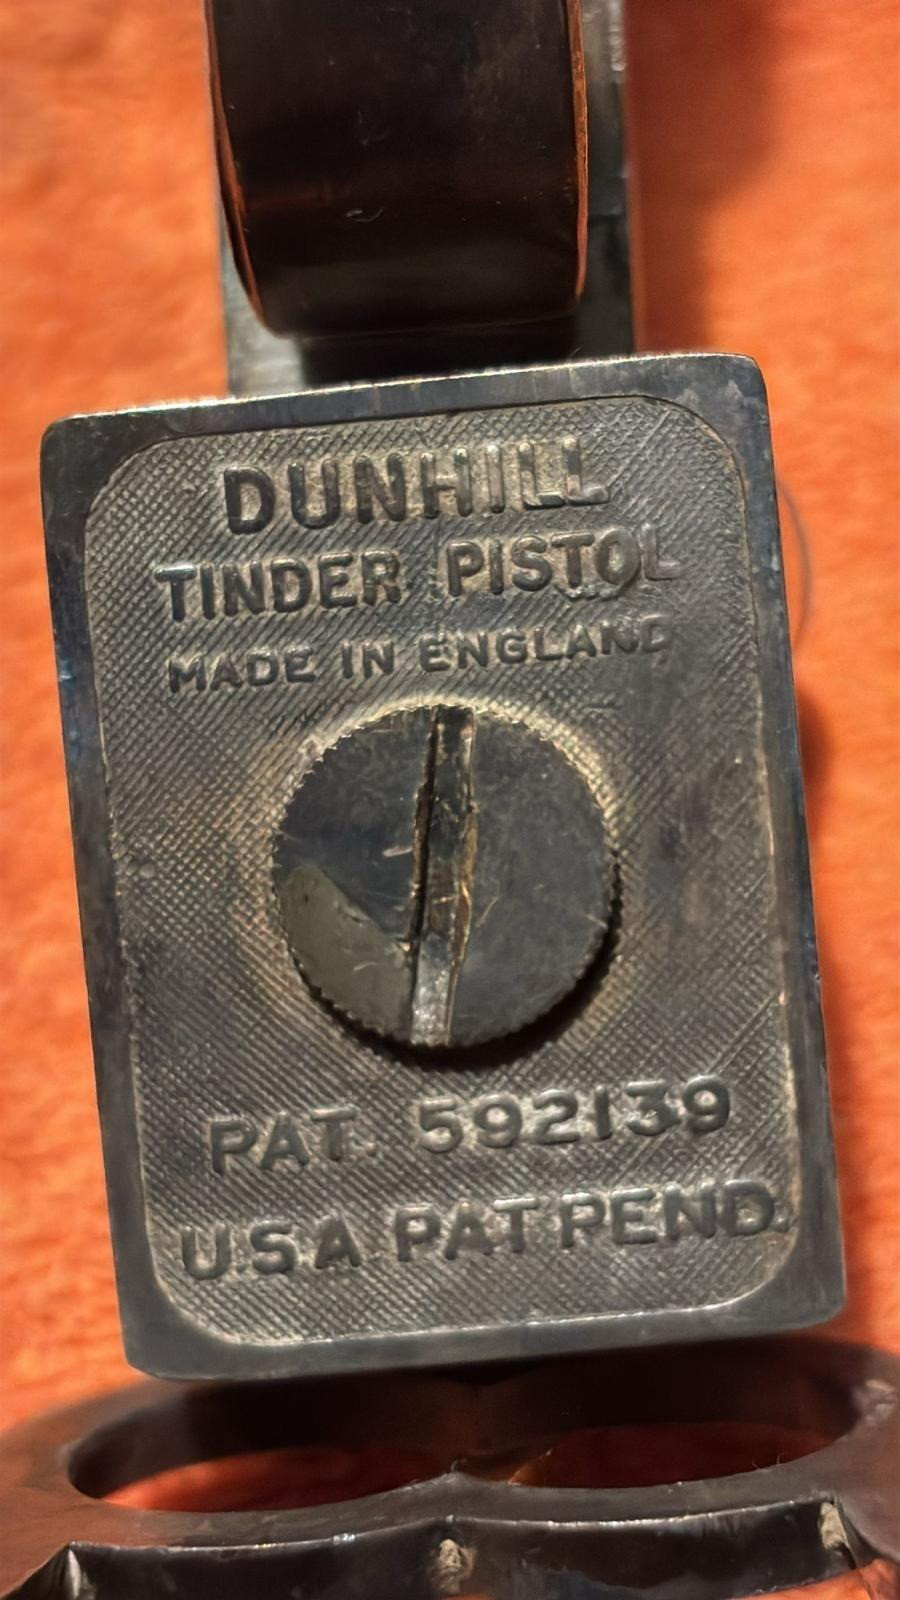 DUNHILL
TINDER PISTOL
MADE IN ENGLAND
PAT. 592139
U.S.A PAT PEND.